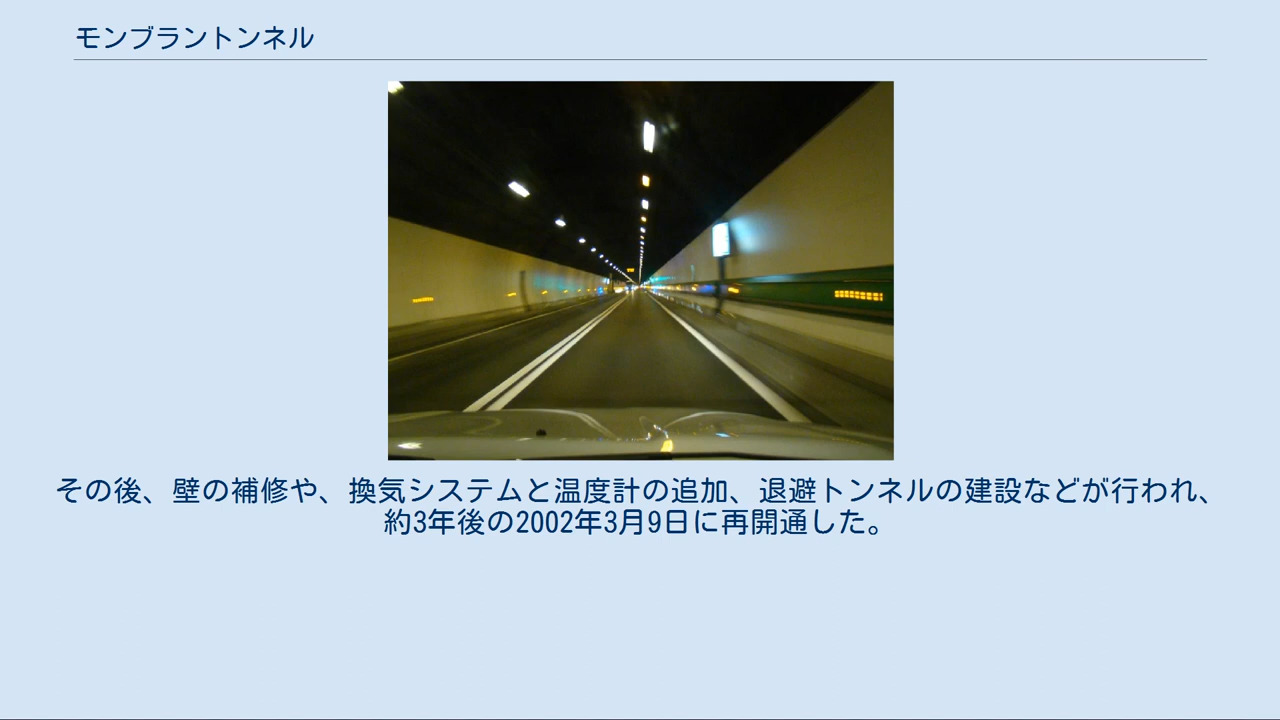 モンブラントンネル
その後、壁の補修や、換気システムと温度計の追加、退避トンネルの建設などが行われ、
約3年後の2002年3月9日に再開通した。